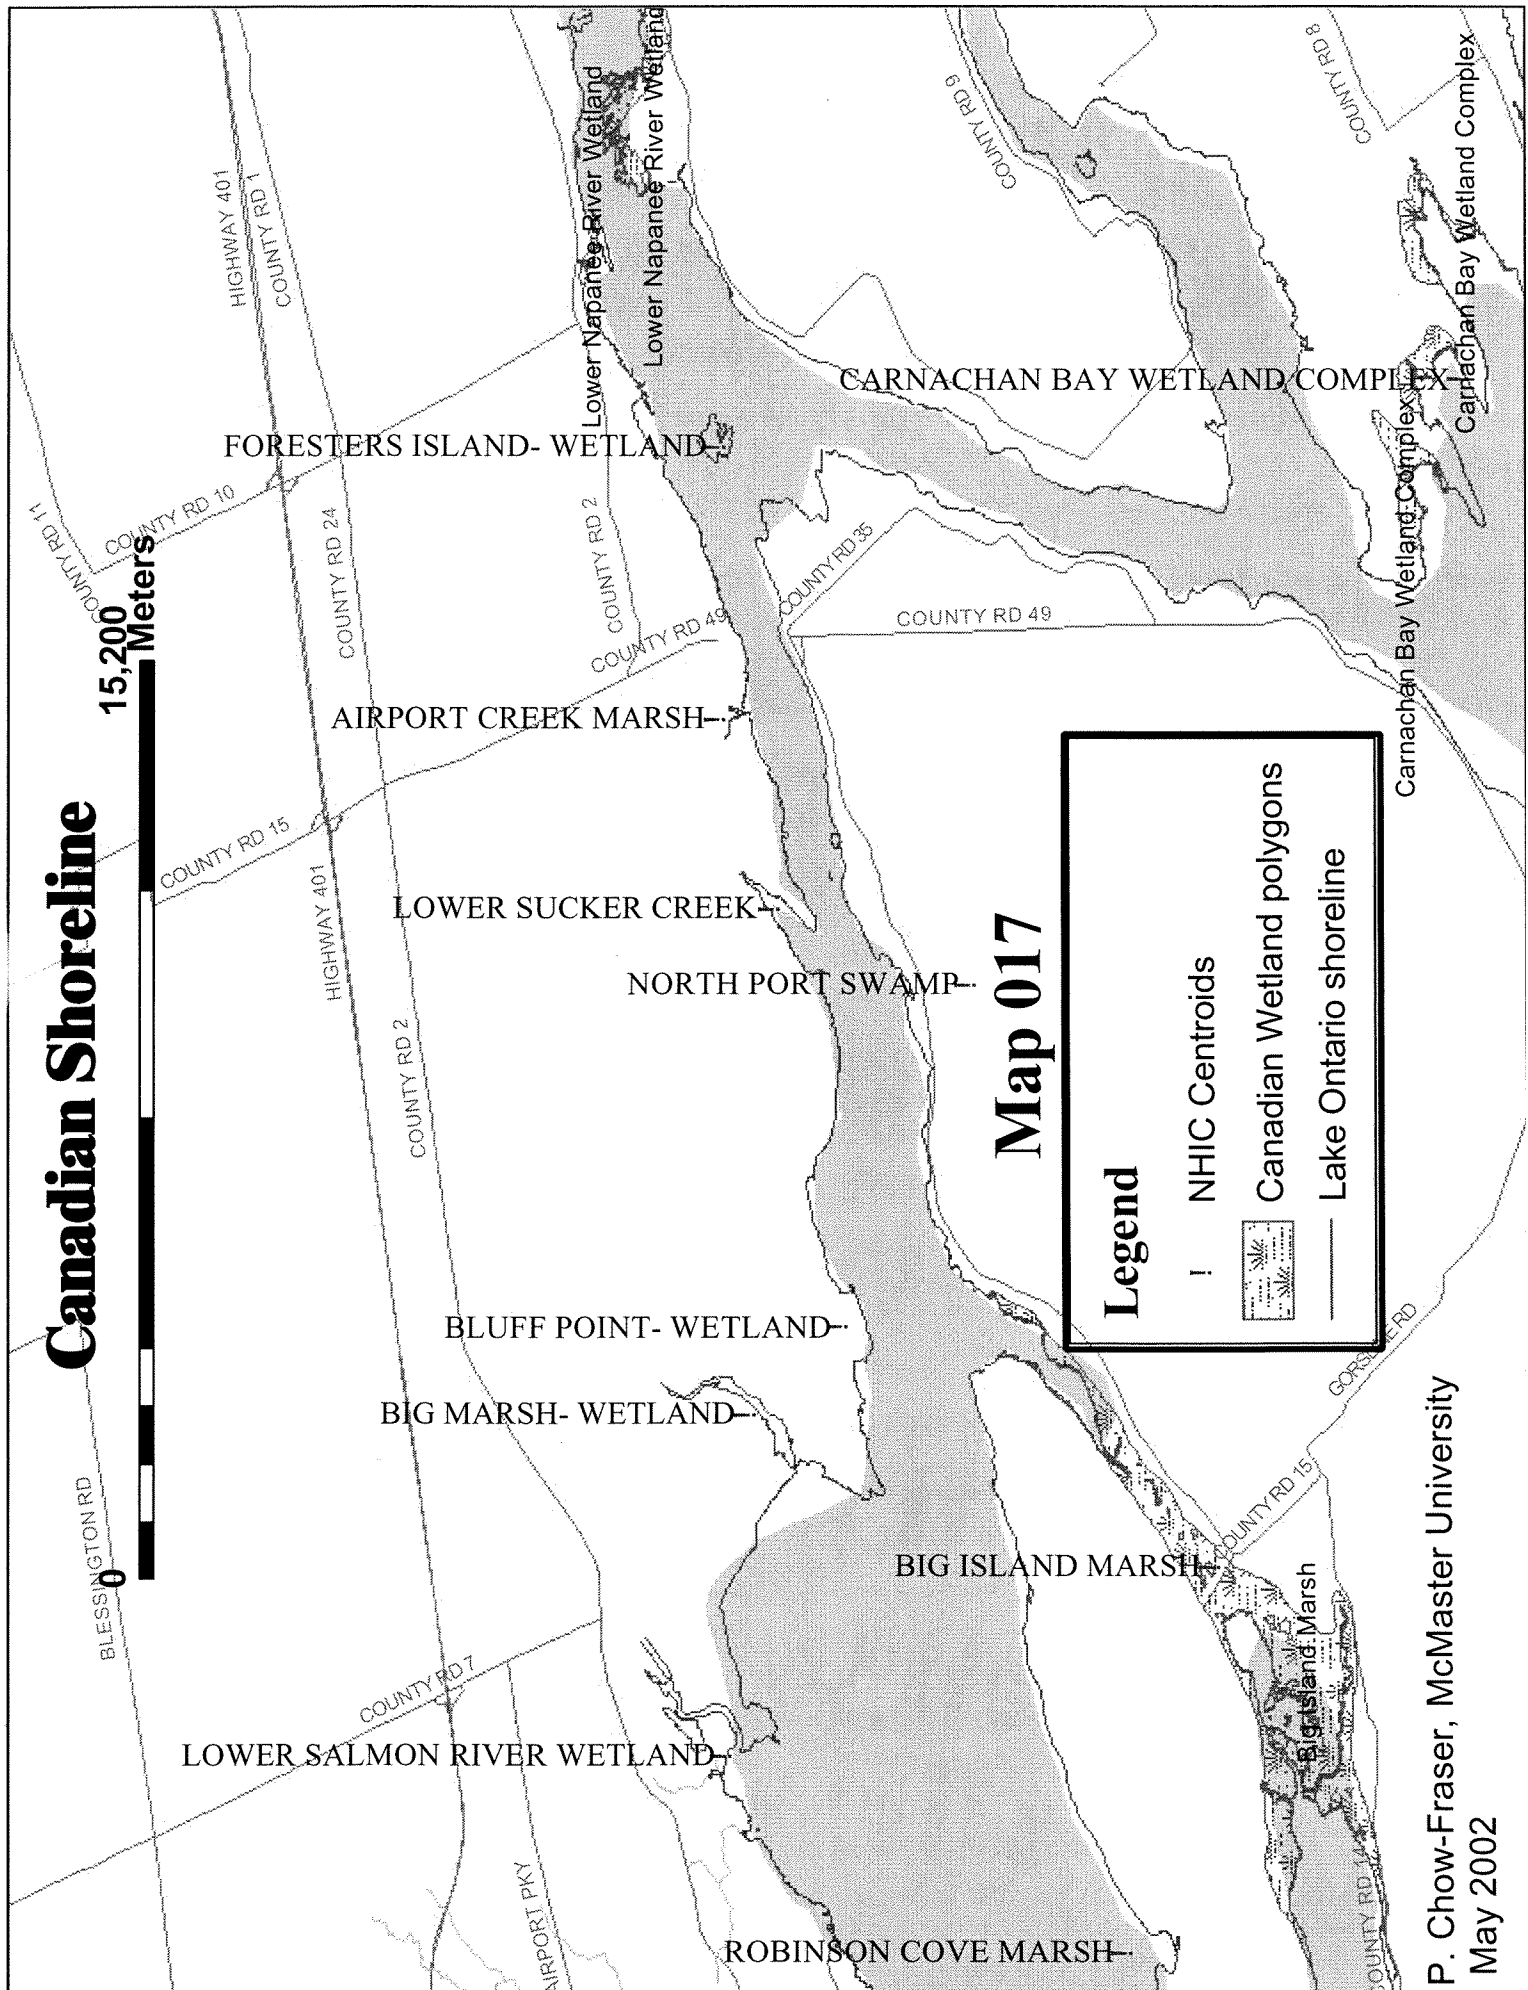 Canadian Shoreline
0
15,200
Meters
BLESSINGTON RD
COUNTY RD 11
COUNTY RD 10
COUNTY RD 15
COUNTY RD 7
HIGHWAY 401
HIGHWAY 401
COUNTY RD 1
COUNTY RD 24
COUNTY RD 2
COUNTY RD 2
COUNTY RD 49
COUNTY RD 49
COUNTY RD 35
COUNTY RD 9
COUNTY RD 8
COUNTY RD 15
COUNTY RD 14
AIRPORT PKY
Lower Napanee River Wetland
Lower Napanee River Wetland
FORESTERS ISLAND- WETLAND
CARNACHAN BAY WETLAND COMPLEX
Carnachan Bay Wetland Complex
Carnachan Bay Wetland Complex
AIRPORT CREEK MARSH
LOWER SUCKER CREEK
NORTH PORT SWAMP
BLUFF POINT- WETLAND
BIG MARSH- WETLAND
BIG ISLAND MARSH
Big Island Marsh
LOWER SALMON RIVER WETLAND
ROBINSON COVE MARSH
Map 017
Legend
! NHIC Centroids
Canadian Wetland polygons
Lake Ontario shoreline
P. Chow-Fraser, McMaster University
May 2002